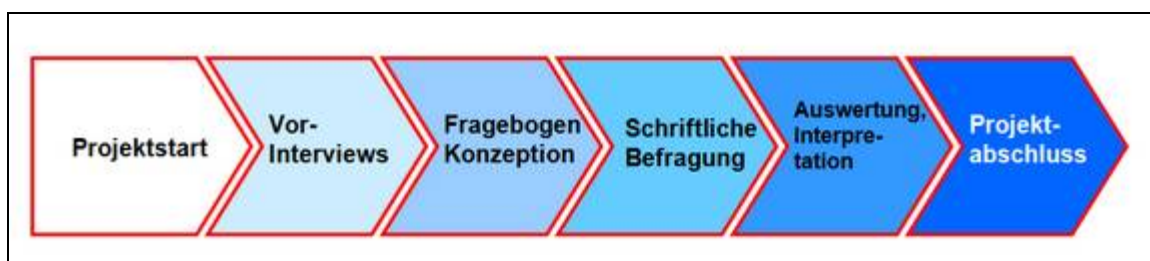 Projektstart
Vor-
Interviews
Fragebogen
Konzeption
Schriftliche
Befragung
Auswertung,
Interpre-
tation
Projekt-
abschluss